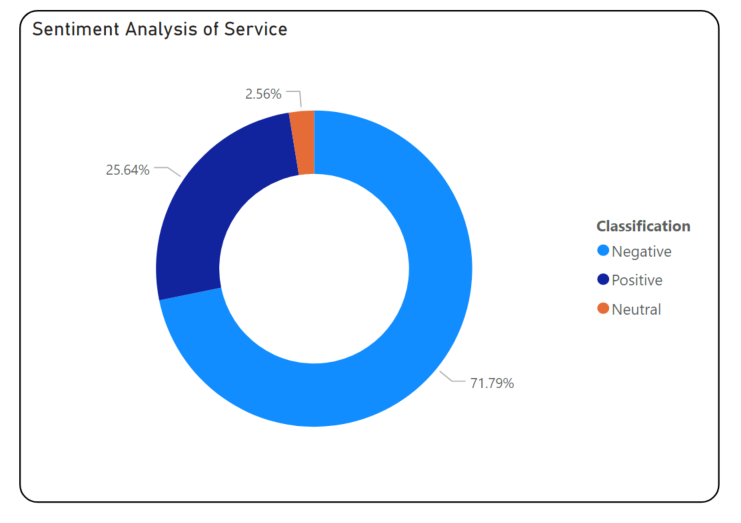 Sentiment Analysis of Service
2.56%
25.64%
71.79%
Classification
Negative
Positive
Neutral